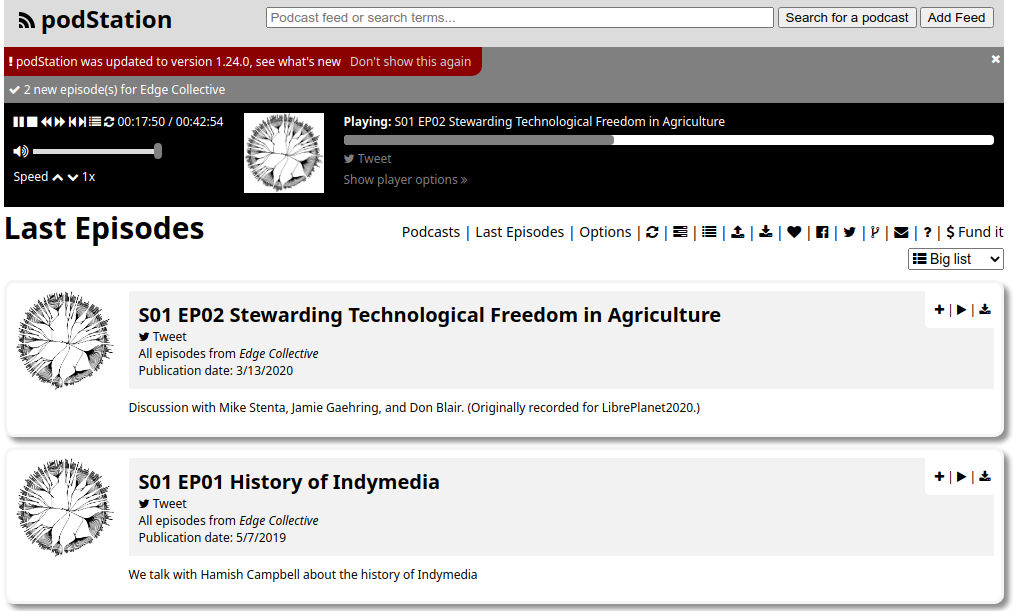 podStation
Podcast feed or search terms...
Search for a podcast
Add Feed
! podStation was updated to version 1.24.0, see what's new Don't show this again
2 new episode(s) for Edge Collective
00:17:50 / 00:42:54
Speed 1x
Playing: S01 EP02 Stewarding Technological Freedom in Agriculture
Tweet
Show player options »
Last Episodes
Podcasts | Last Episodes | Options | | | | | | | | | | | ? | $ Fund it
Big list
S01 EP02 Stewarding Technological Freedom in Agriculture
Tweet
All episodes from Edge Collective
Publication date: 3/13/2020
Discussion with Mike Stenta, Jamie Gaehring, and Don Blair. (Originally recorded for LibrePlanet2020.)
S01 EP01 History of Indymedia
Tweet
All episodes from Edge Collective
Publication date: 5/7/2019
We talk with Hamish Campbell about the history of Indymedia